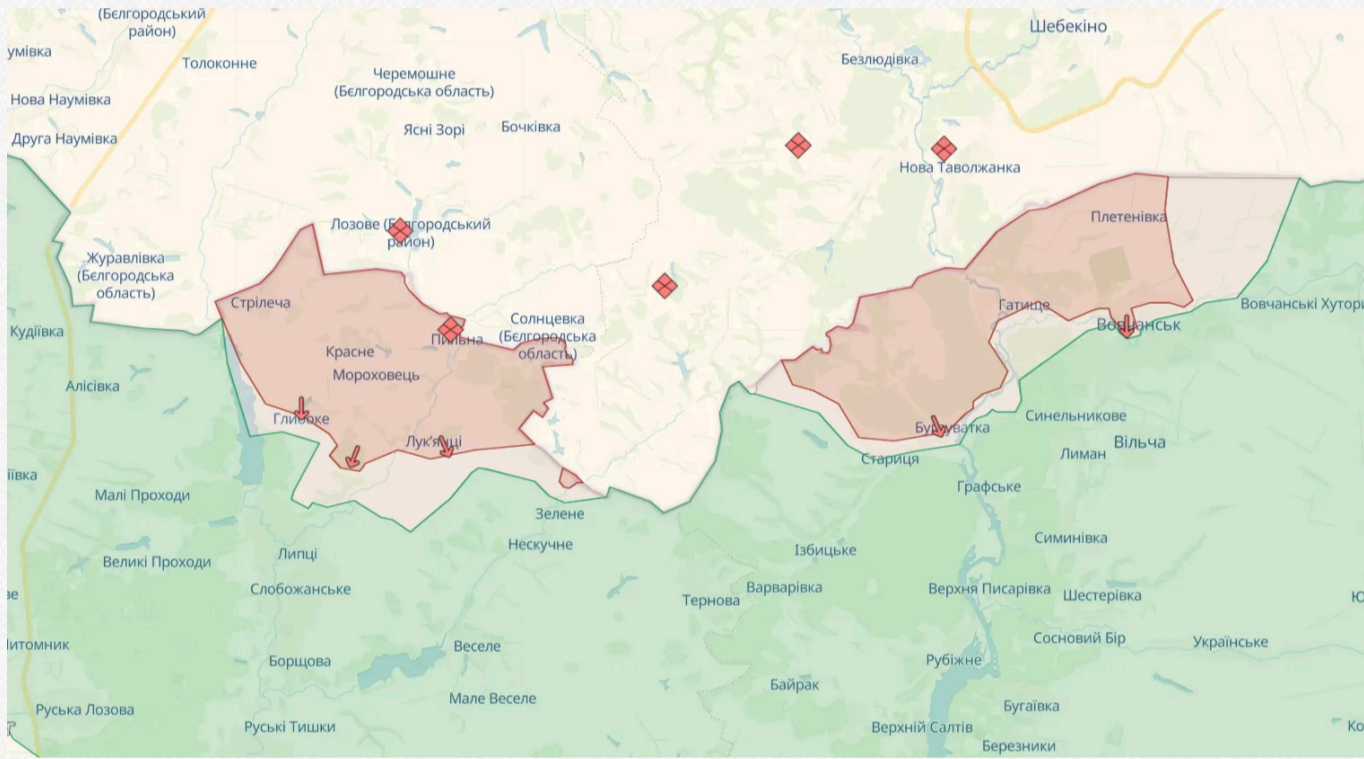 (Бєлгородський
район)
Шебекіно
умівка
Толоконне
Безлюдівка
Черемошне
(Бєлгородська область)
Нова Наумівка
Ясні Зорі
Бочківка
Друга Наумівка
Нова Таволжанка
Плетенівка
Лозове (Бєлгородський
район)
Журавлівка
(Бєлгородська
область)
Стрілеча
Гатище
Вовчанські Хутори
Солнцевка
(Бєлгородська
область)
Вовчанськ
Кудіївка
Пильна
Красне
Мороховець
Алісівка
Глибоке
Синельникове
Бугруватка
Лук'янці
Вільча
Лиман
Стариця
іївка
Графське
Малі Проходи
Зелене
Симинівка
Нескучне
Ізбицьке
Липці
Великі Проходи
Слобожанське
Варварівка
Верхня Писарівка
Шестерівка
ве
Ю
Тернова
Сосновий Бір
Українське
Литомник
Веселе
Борщова
Рубіжне
Байрак
Мале Веселе
Бугаївка
Руська Лозова
Руські Тишки
Верхній Салтів
Ко
Березники